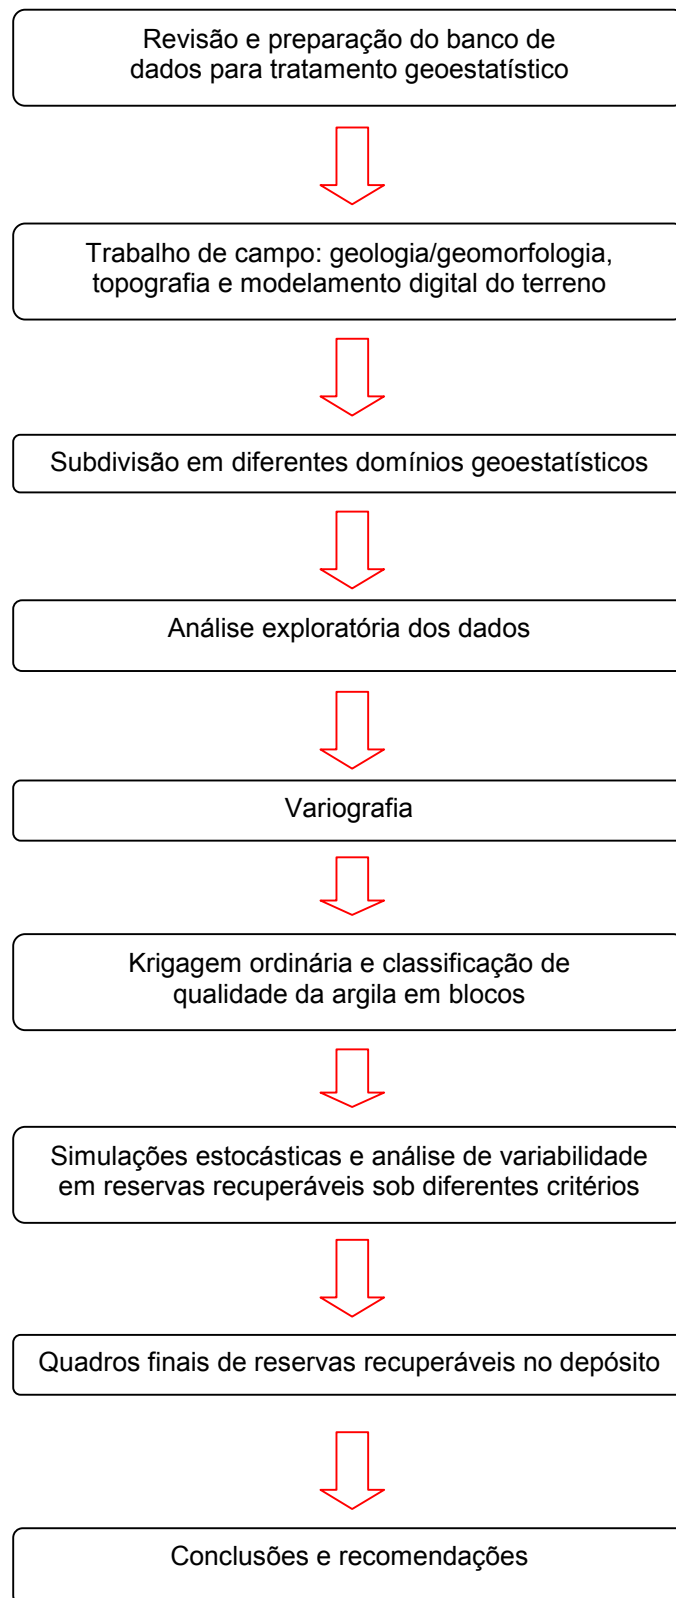 Revisão e preparação do banco de
dados para tratamento geoestatístico
Trabalho de campo: geologia/geomorfologia,
topografia e modelamento digital do terreno
Subdivisão em diferentes domínios geoestatísticos
Análise exploratória dos dados
Variografia
Krigagem ordinária e classificação de
qualidade da argila em blocos
Simulações estocásticas e análise de variabilidade
em reservas recuperáveis sob diferentes critérios
Quadros finais de reservas recuperáveis no depósito
Conclusões e recomendações